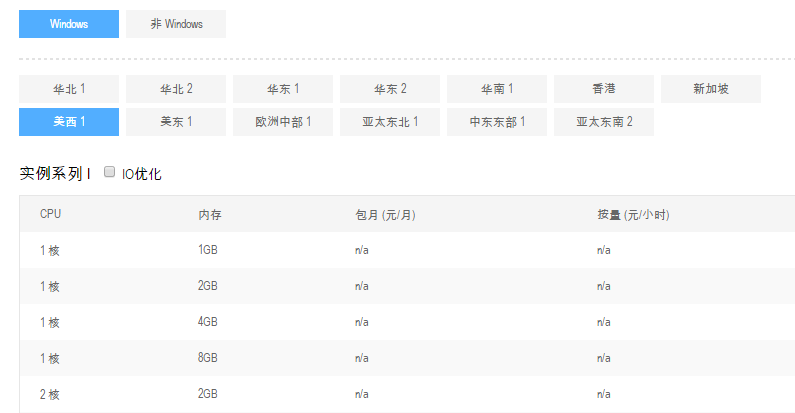 Windows 非 Windows
华北 1 华北 2 华东 1 华东 2 华南 1 香港 新加坡
美西 1 美东 1 欧洲中部 1 亚太东北 1 中东东部 1 亚太东南 2
实例系列 I IO优化
CPU 内存 包月 (元/月) 按量 (元/小时)
1 核 1GB n/a n/a
1 核 2GB n/a n/a
1 核 4GB n/a n/a
1 核 8GB n/a n/a
2 核 2GB n/a n/a